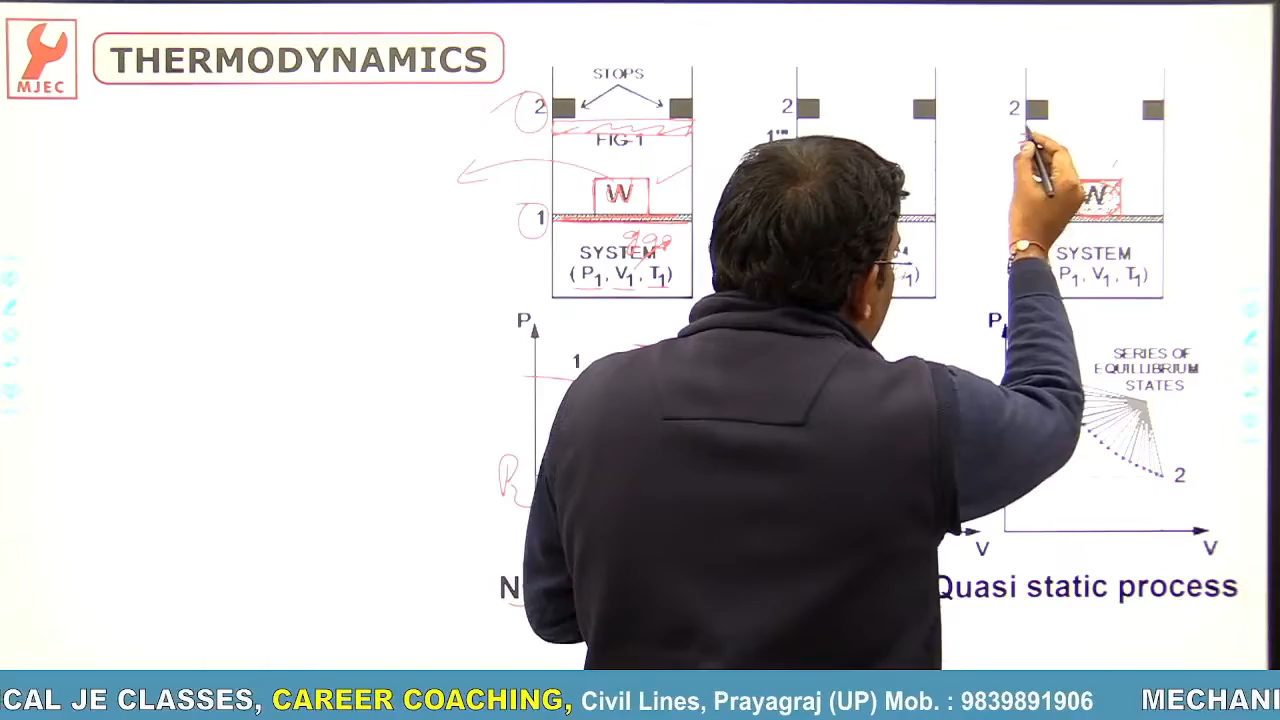 MJEC
THERMODYNAMICS
STOPS
2
FIG-1
W
1
SYSTEM
( P1, V1, T1 )
P
1
P2
2
2
W
SYSTEM
P1, V1, T1 )
P
SERIES OF
EQUILIBRIUM
STATES
2
V
V
Quasi static process
CAL JE CLASSES, CAREER COACHING, Civil Lines, Prayagraj (UP) Mob. : 9839891906
MECHANI